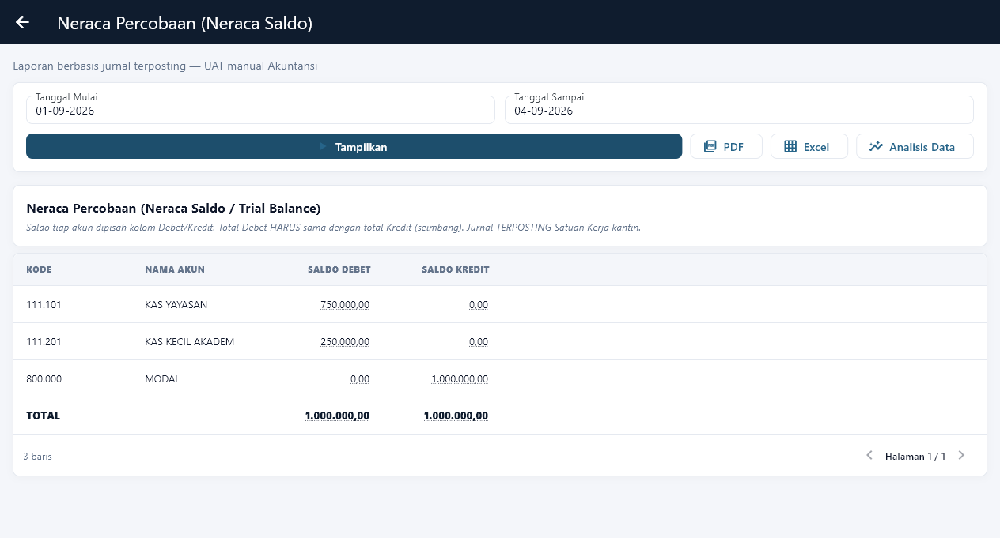 Neraca Percobaan (Neraca Saldo)
Laporan berbasis jurnal terposting — UAT manual Akuntansi
Tanggal Mulai
01-09-2026
Tanggal Sampai
04-09-2026
Tampilkan
PDF
Excel
Analisis Data
Neraca Percobaan (Neraca Saldo / Trial Balance)
Saldo tiap akun dipisah kolom Debet/Kredit. Total Debet HARUS sama dengan total Kredit (seimbang). Jurnal TERPOSTING Satuan Kerja kantin.
KODE NAMA AKUN SALDO DEBET SALDO KREDIT
111.101 KAS YAYASAN 750.000,00 0,00
111.201 KAS KECIL AKADEM 250.000,00 0,00
800.000 MODAL 0,00 1.000.000,00
TOTAL 1.000.000,00 1.000.000,00
3 baris
Halaman 1 / 1